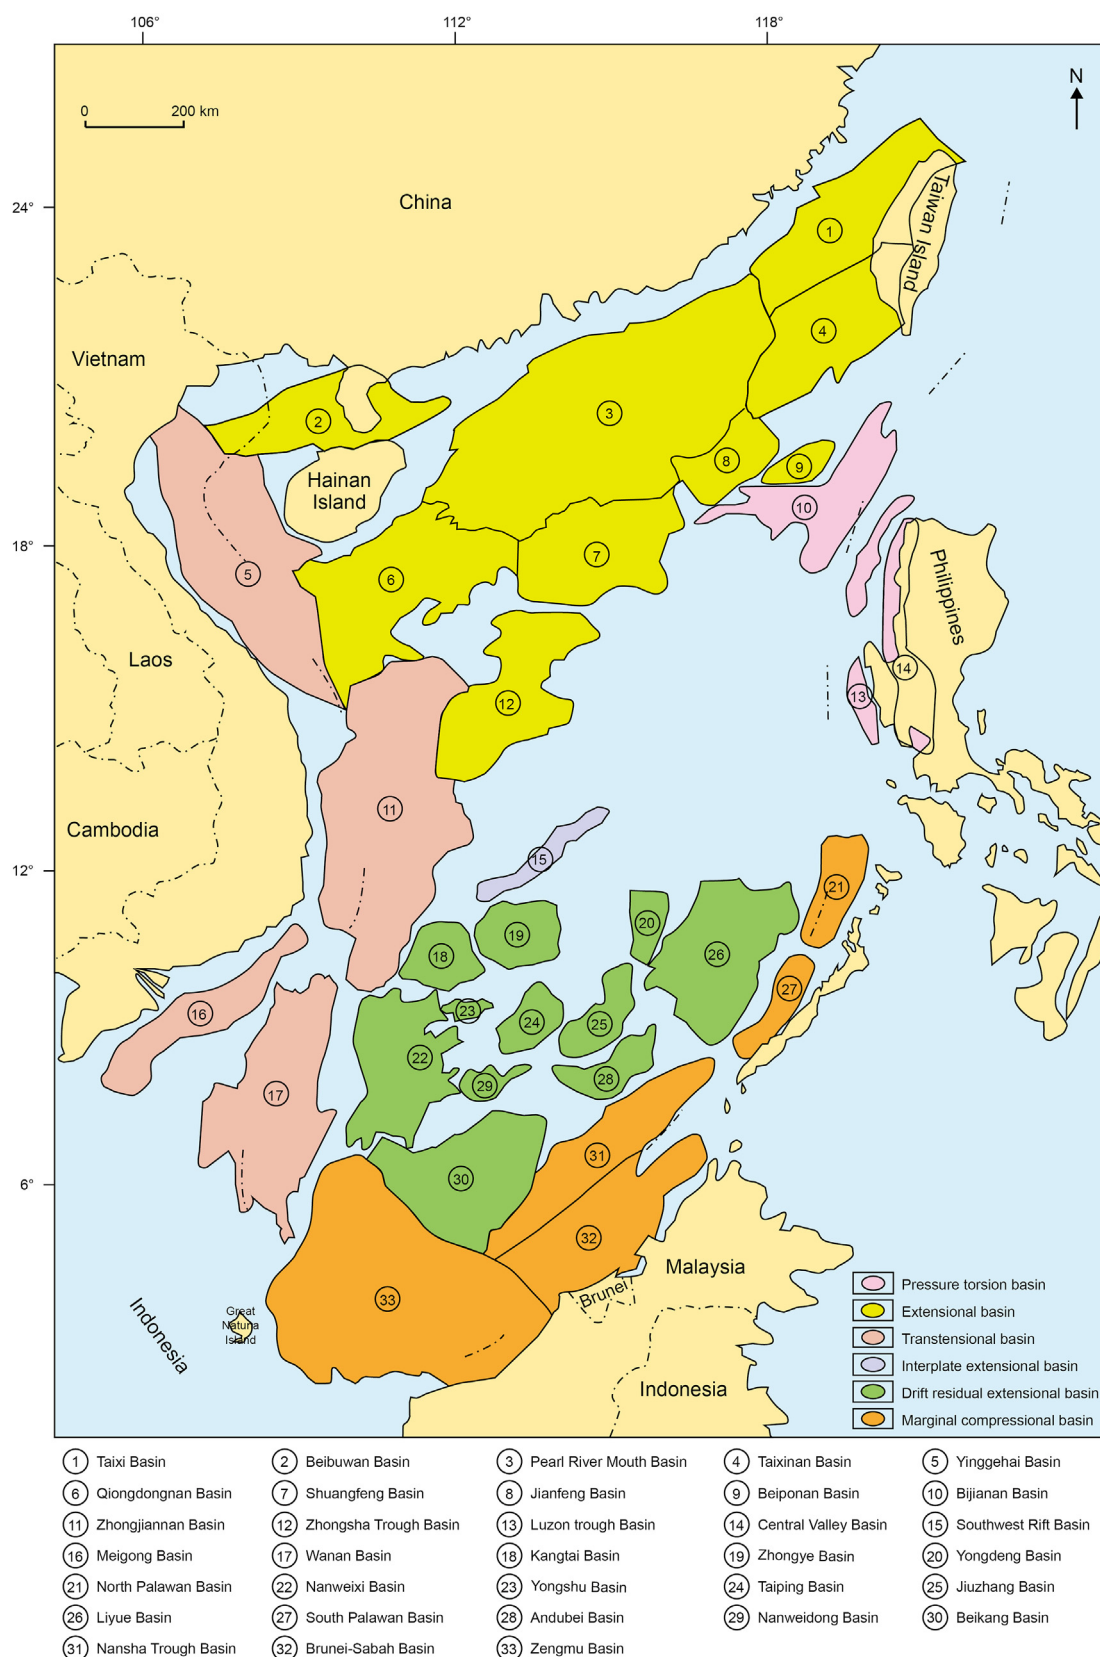 106° 112° 118°
N
0 200 km
24°
China
Taiwan Island
1
4
Vietnam
2
3
8
9
Hainan
Island
10
18°
5
6
7
Philippines
Laos
14
13
12
11
Cambodia
15
12°
21
20
19
18
26
27
16
23
24
25
22
29
28
17
31
30
6°
32
Malaysia
33
Brunei
Great
Natuna
Island
Indonesia
Indonesia
Pressure torsion basin
Extensional basin
Transtensional basin
Interplate extensional basin
Drift residual extensional basin
Marginal compressional basin
1 Taixi Basin 2 Beibuwan Basin 3 Pearl River Mouth Basin 4 Taixinan Basin 5 Yinggehai Basin
6 Qiongdongnan Basin 7 Shuangfeng Basin 8 Jianfeng Basin 9 Beiponan Basin 10 Bijianan Basin
11 Zhongjiannan Basin 12 Zhongsha Trough Basin 13 Luzon trough Basin 14 Central Valley Basin 15 Southwest Rift Basin
16 Meigong Basin 17 Wanan Basin 18 Kangtai Basin 19 Zhongye Basin 20 Yongdeng Basin
21 North Palawan Basin 22 Nanweixi Basin 23 Yongshu Basin 24 Taiping Basin 25 Jiuzhang Basin
26 Liyue Basin 27 South Palawan Basin 28 Andubei Basin 29 Nanweidong Basin 30 Beikang Basin
31 Nansha Trough Basin 32 Brunei-Sabah Basin 33 Zengmu Basin